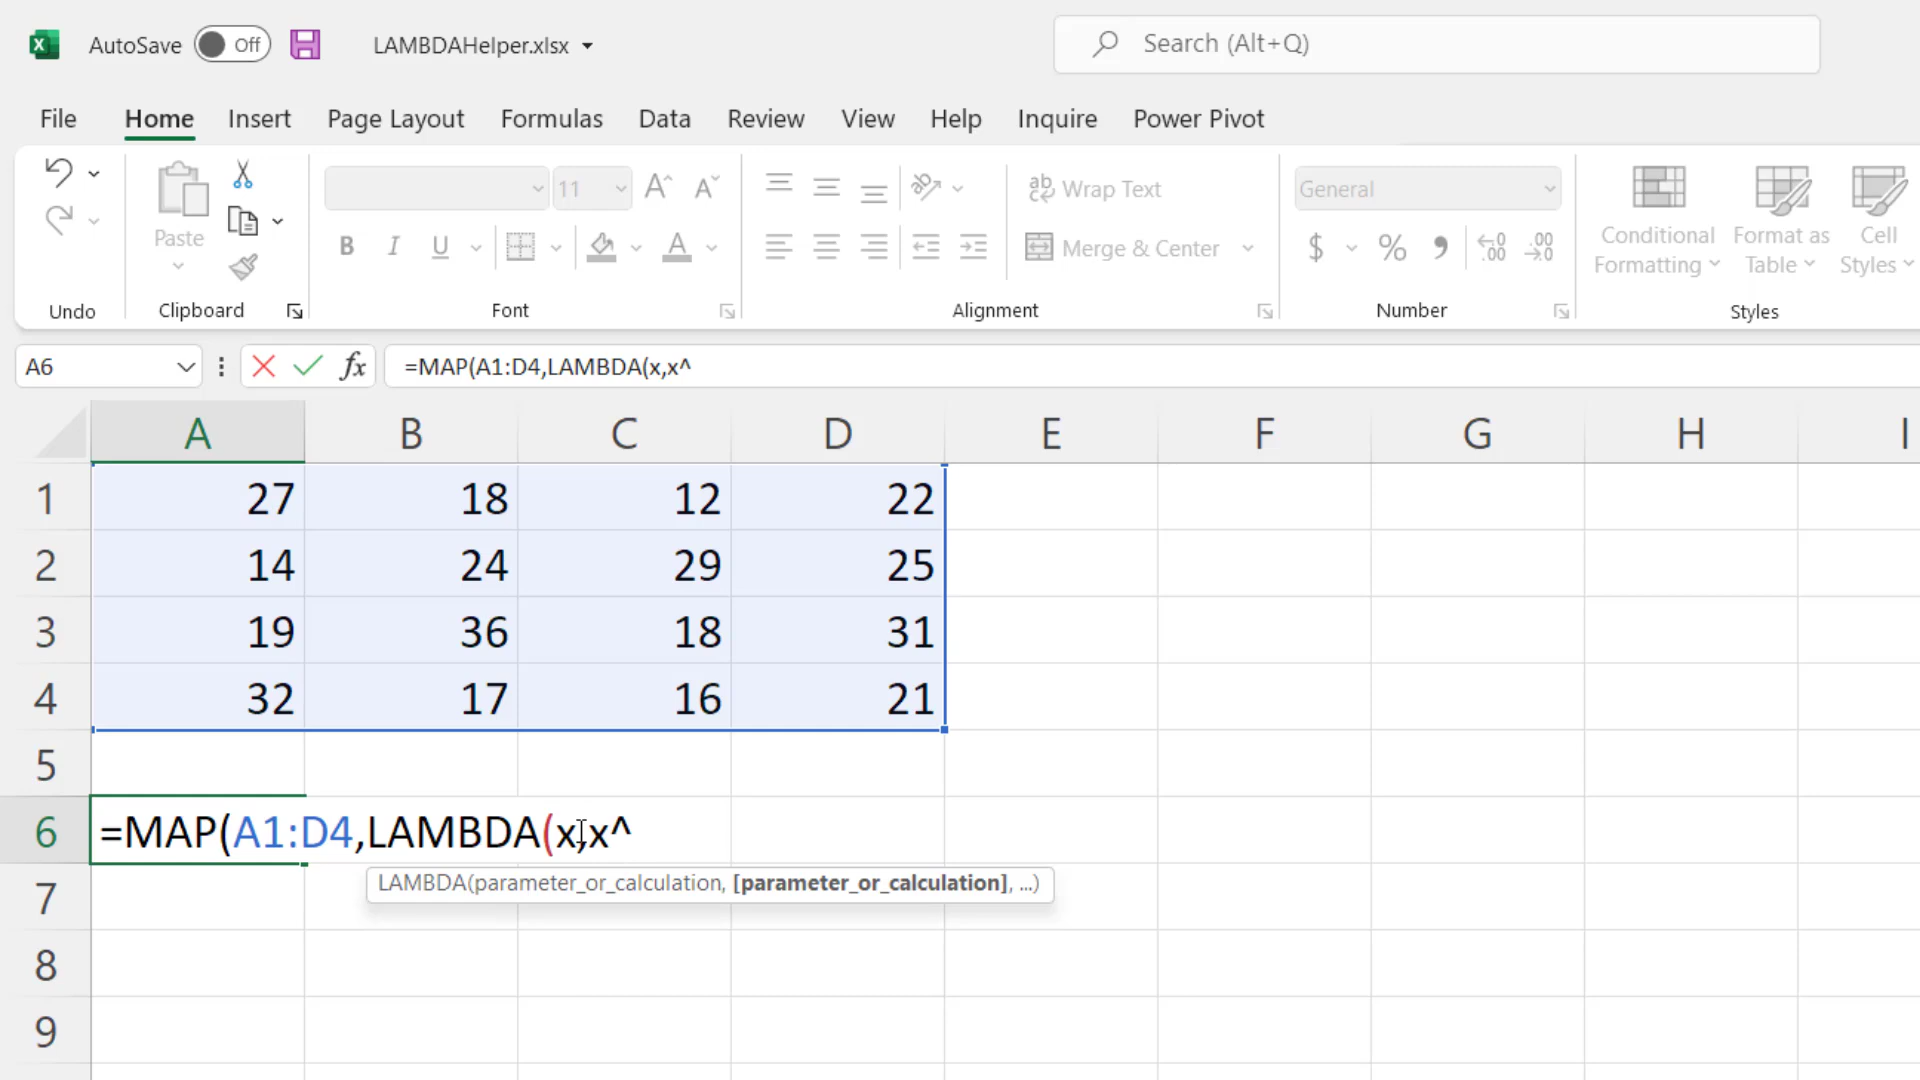 AutoSave Off LAMBDAHelper.xlsx Search (Alt+Q)
File Home Insert Page Layout Formulas Data Review View Help Inquire Power Pivot
11 ab Wrap Text General
Paste B I U A Merge & Center $ % .00 .00 Conditional Formatting Format as Table Cell Styles
Undo Clipboard Font Alignment Number Styles
A6 fx =MAP(A1:D4,LAMBDA(x,x^
A B C D E F G H I
1 27 18 12 22
2 14 24 29 25
3 19 36 18 31
4 32 17 16 21
5
6 =MAP(A1:D4,LAMBDA(x,x^
LAMBDA(parameter_or_calculation, [parameter_or_calculation], ...)
7
8
9